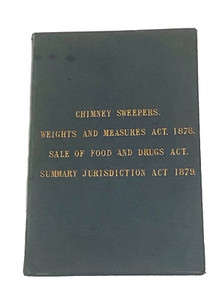 CHIMNEY SWEEPERS.
WEIGHTS AND MEASURES ACT, 1878.
SALE OF FOOD AND DRUGS ACT.
SUMMARY JURISDICTION ACT 1879.